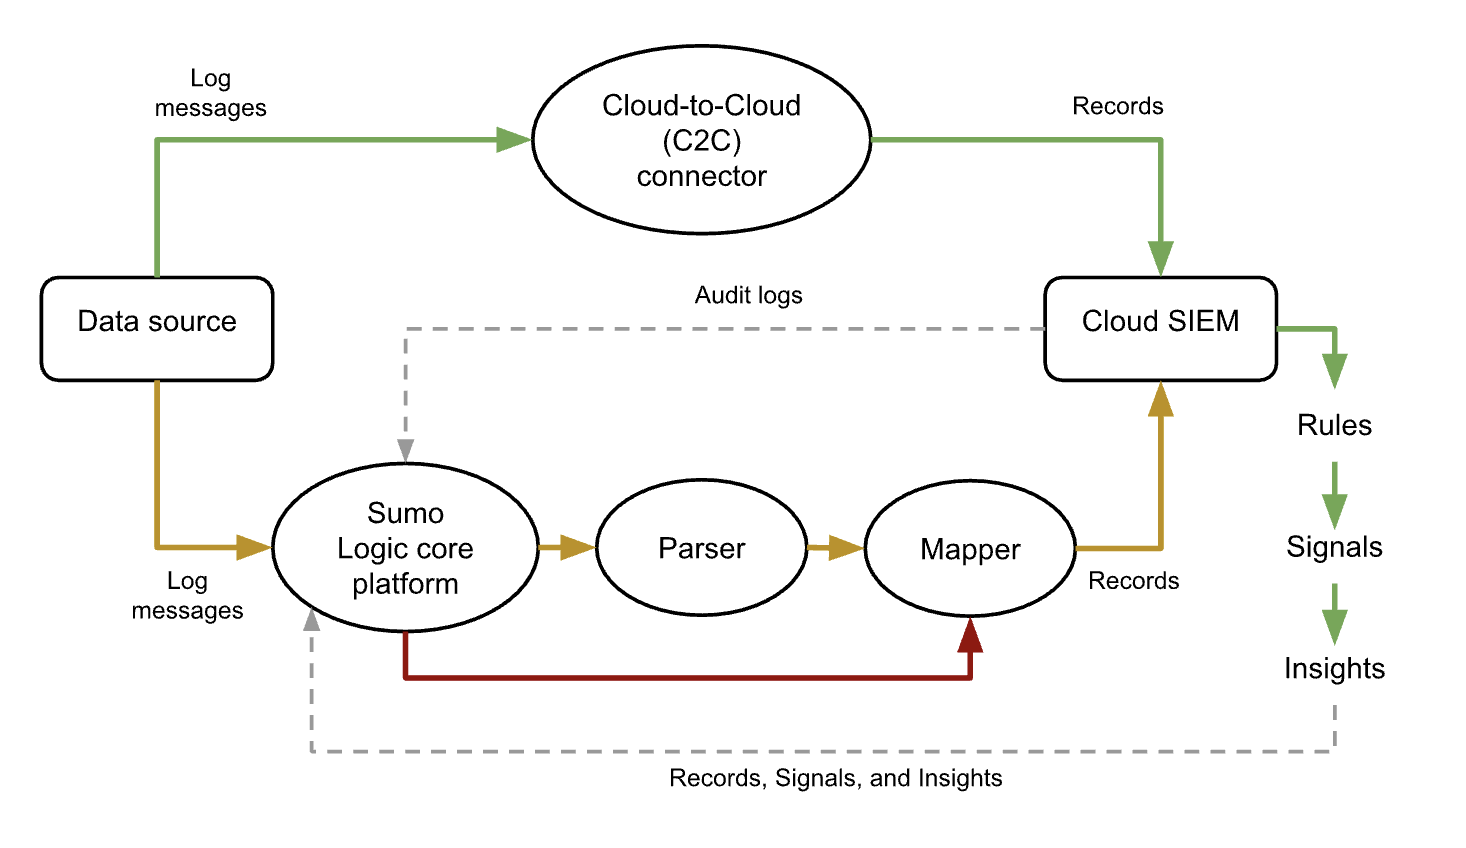 Log
messages
Cloud-to-Cloud
(C2C)
connector
Records
Data source
Audit logs
Cloud SIEM
Rules
Sumo
Logic core
platform
Parser
Mapper
Signals
Log
messages
Records
Insights
Records, Signals, and Insights